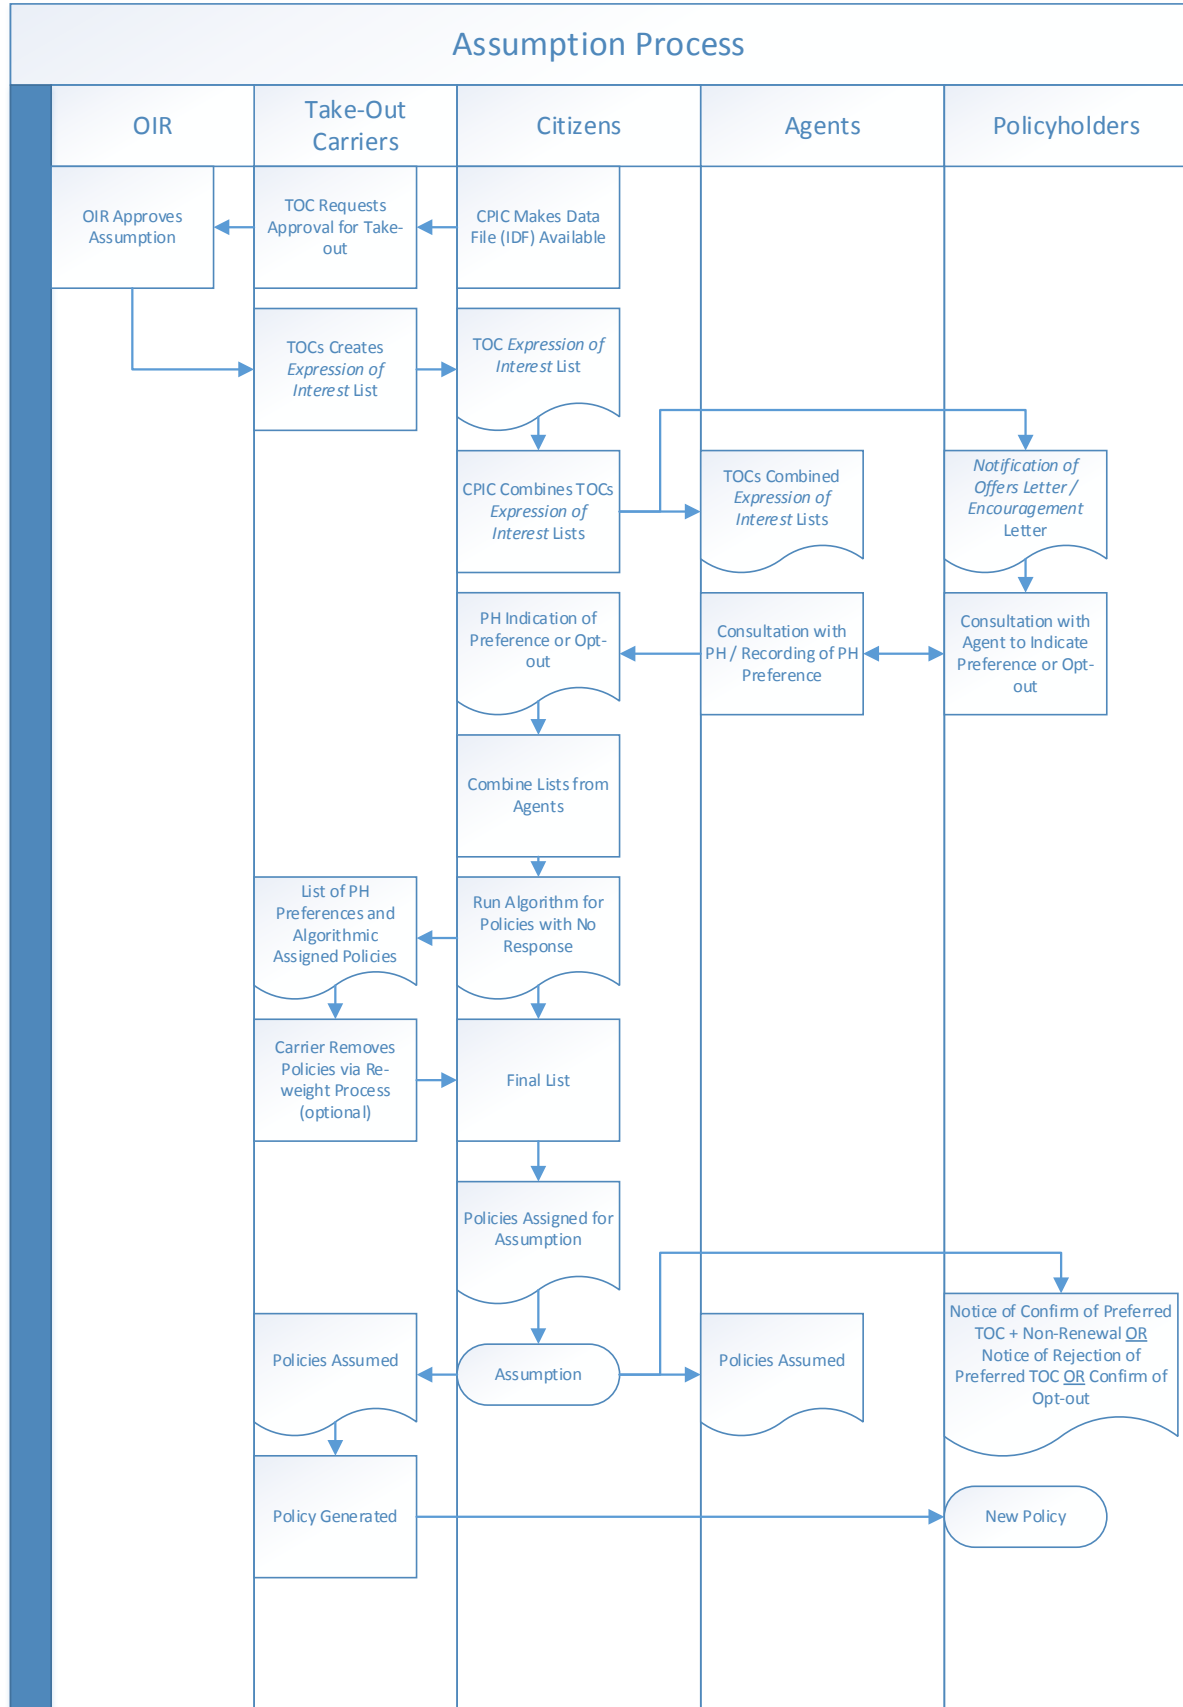 Assumption Process
OIR
Take-Out
Carriers
Citizens
Agents
Policyholders
OIR Approves
Assumption
TOC Requests
Approval for Take-
out
CPIC Makes Data
File (IDF) Available
TOCs Creates
Expression of
Interest List
TOC Expression of
Interest List
CPIC Combines TOCs
Expression of
Interest Lists
TOCs Combined
Expression of
Interest Lists
Notification of
Offers Letter /
Encouragement
Letter
PH Indication of
Preference or Opt-
out
Consultation with
PH / Recording of PH
Preference
Consultation with
Agent to Indicate
Preference or Opt-
out
Combine Lists from
Agents
List of PH
Preferences and
Algorithmic
Assigned Policies
Run Algorithm for
Policies with No
Response
Carrier Removes
Policies via Re-
weight Process
(optional)
Final List
Policies Assigned for
Assumption
Policies Assumed
Assumption
Policies Assumed
Notice of Confirm of Preferred
TOC + Non-Renewal OR
Notice of Rejection of
Preferred TOC OR Confirm of
Opt-out
Policy Generated
New Policy